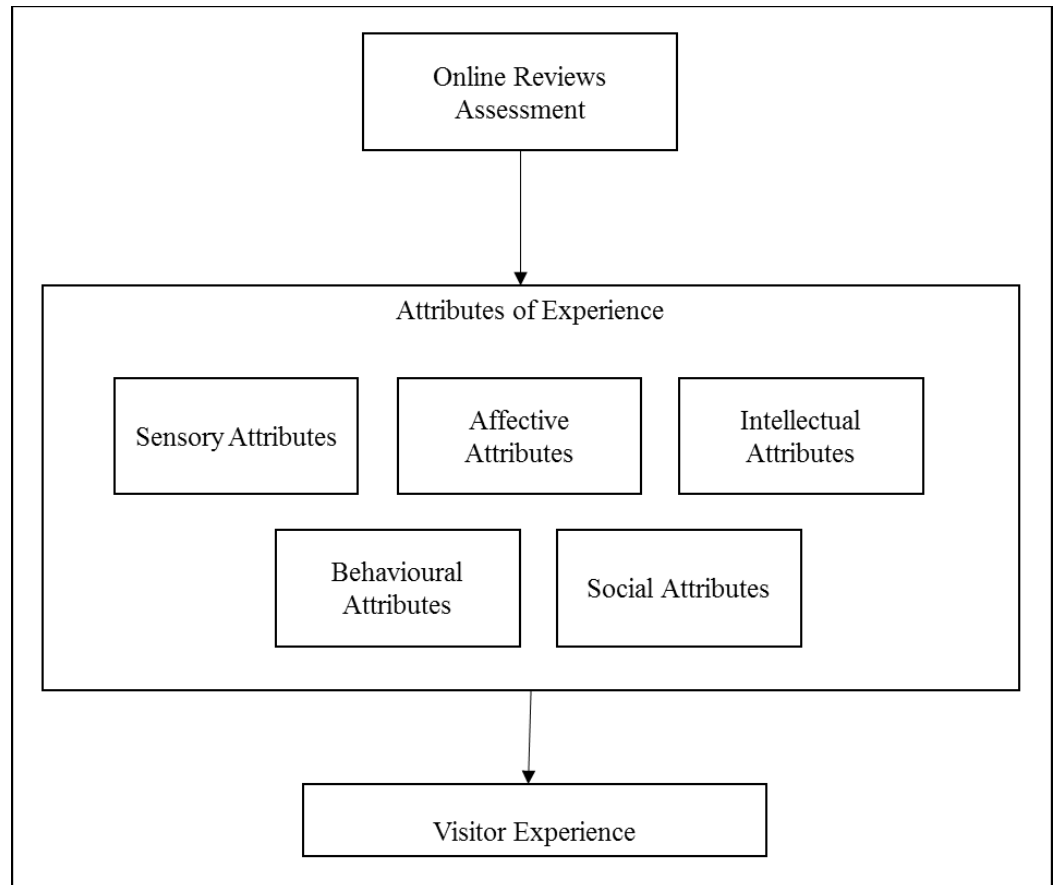 Online Reviews
Assessment
Attributes of Experience
Sensory Attributes
Affective
Attributes
Intellectual
Attributes
Behavioural
Attributes
Social Attributes
Visitor Experience